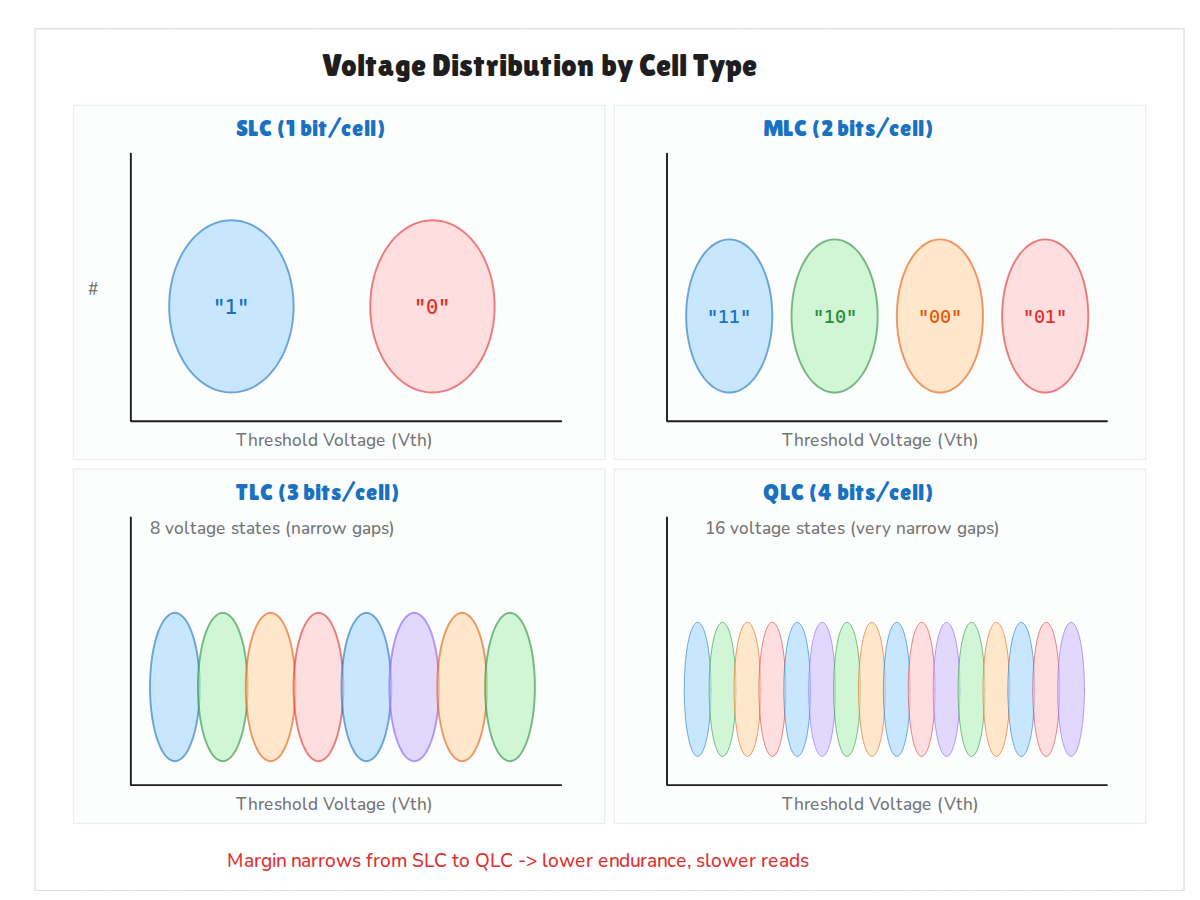 Voltage Distribution by Cell Type
SLC (1 bit/cell)
#
"1"
"0"
Threshold Voltage (Vth)
MLC (2 bits/cell)
"11"
"10"
"00"
"01"
Threshold Voltage (Vth)
TLC (3 bits/cell)
8 voltage states (narrow gaps)
Threshold Voltage (Vth)
QLC (4 bits/cell)
16 voltage states (very narrow gaps)
Threshold Voltage (Vth)
Margin narrows from SLC to QLC -> lower endurance, slower reads